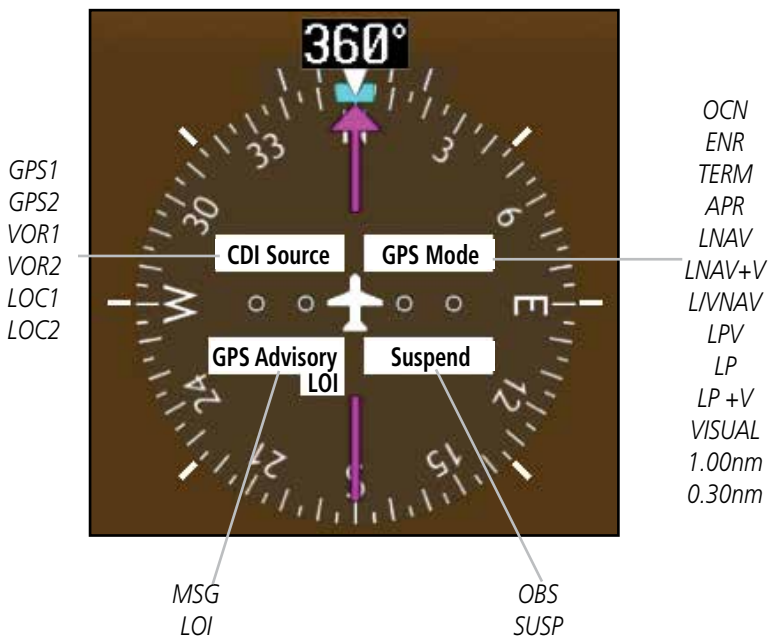 360°
33
3
30
6
W
E
24
12
21
S
15
CDI Source
GPS Mode
GPS Advisory
LOI
Suspend
GPS1
GPS2
VOR1
VOR2
LOC1
LOC2
OCN
ENR
TERM
APR
LNAV
LNAV+V
L/VNAV
LPV
LP
LP +V
VISUAL
1.00nm
0.30nm
MSG
LOI
OBS
SUSP